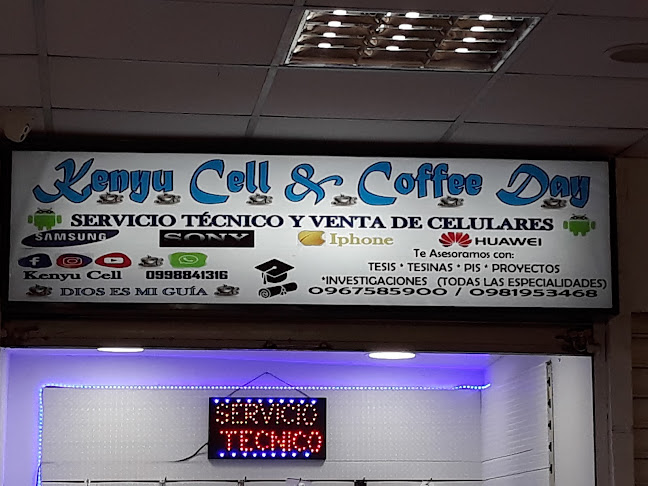 Kenyu Cell & Coffee Day
SERVICIO TÉCNICO Y VENTA DE CELULARES
SAMSUNG
SONY
Iphone
HUAWEI
Kenyu Cell
0998841316
DIOS ES MI GUÍA
Te Asesoramos con:
TESIS * TESINAS * PIS * PROYECTOS
*INVESTIGACIONES (TODAS LAS ESPECIALIDADES)
0967585900 / 0981953468
SERVICIO
TECNICO